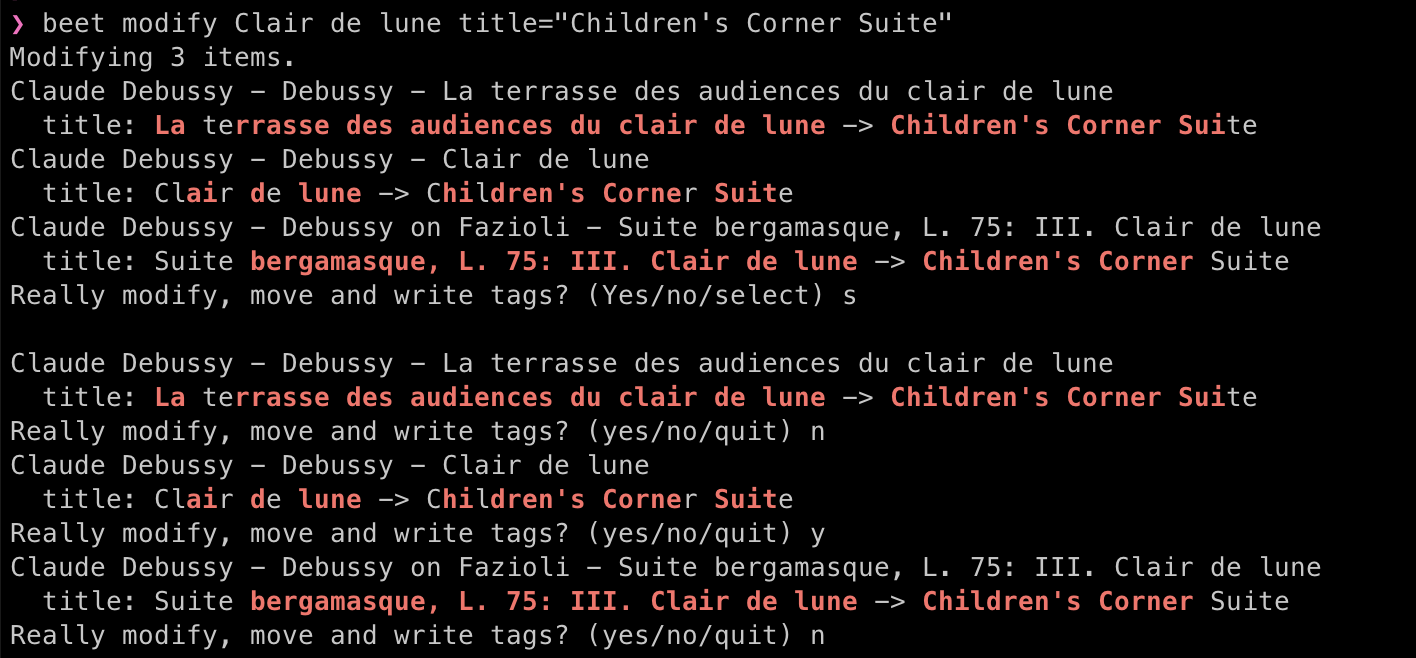 ❯ beet modify Clair de lune title="Children's Corner Suite"
Modifying 3 items.
Claude Debussy – Debussy – La terrasse des audiences du clair de lune
  title: La terrasse des audiences du clair de lune –> Children's Corner Suite
Claude Debussy – Debussy – Clair de lune
  title: Clair de lune –> Children's Corner Suite
Claude Debussy – Debussy on Fazioli – Suite bergamasque, L. 75: III. Clair de lune
  title: Suite bergamasque, L. 75: III. Clair de lune –> Children's Corner Suite
Really modify, move and write tags? (Yes/no/select) s

Claude Debussy – Debussy – La terrasse des audiences du clair de lune
  title: La terrasse des audiences du clair de lune –> Children's Corner Suite
Really modify, move and write tags? (yes/no/quit) n
Claude Debussy – Debussy – Clair de lune
  title: Clair de lune –> Children's Corner Suite
Really modify, move and write tags? (yes/no/quit) y
Claude Debussy – Debussy on Fazioli – Suite bergamasque, L. 75: III. Clair de lune
  title: Suite bergamasque, L. 75: III. Clair de lune –> Children's Corner Suite
Really modify, move and write tags? (yes/no/quit) n